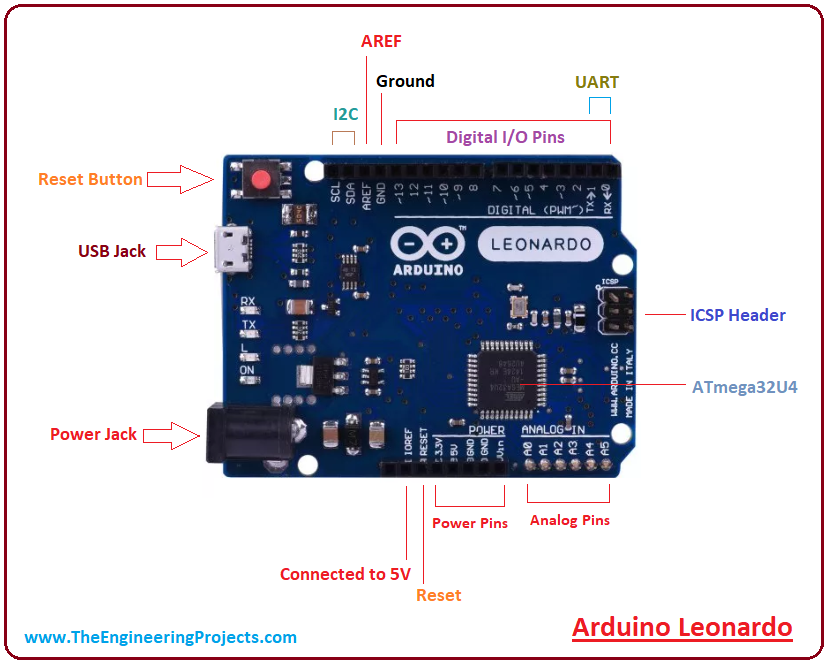 AREF
Ground
UART
I2C
Digital I/O Pins
Reset Button
SCL
SDA
AREF
GND
~13
12
~11
~10
~9
8
7
~6
~5
4
~3
2
TX→1
RX←0
DIGITAL (PWM~)
USB Jack
ARDUINO
TM
LEONARDO
ICSP
RX
TX
L
ON
ICSP Header
ATmega32U4
WWW.ARDUINO.CC
MADE IN ITALY
Power Jack
POWER
ANALOG IN
IOREF
RESET
3.3V
5V
GND
GND
Vin
A0
A1
A2
A3
A4
A5
Power Pins
Analog Pins
Connected to 5V
Reset
www.TheEngineeringProjects.com
Arduino Leonardo